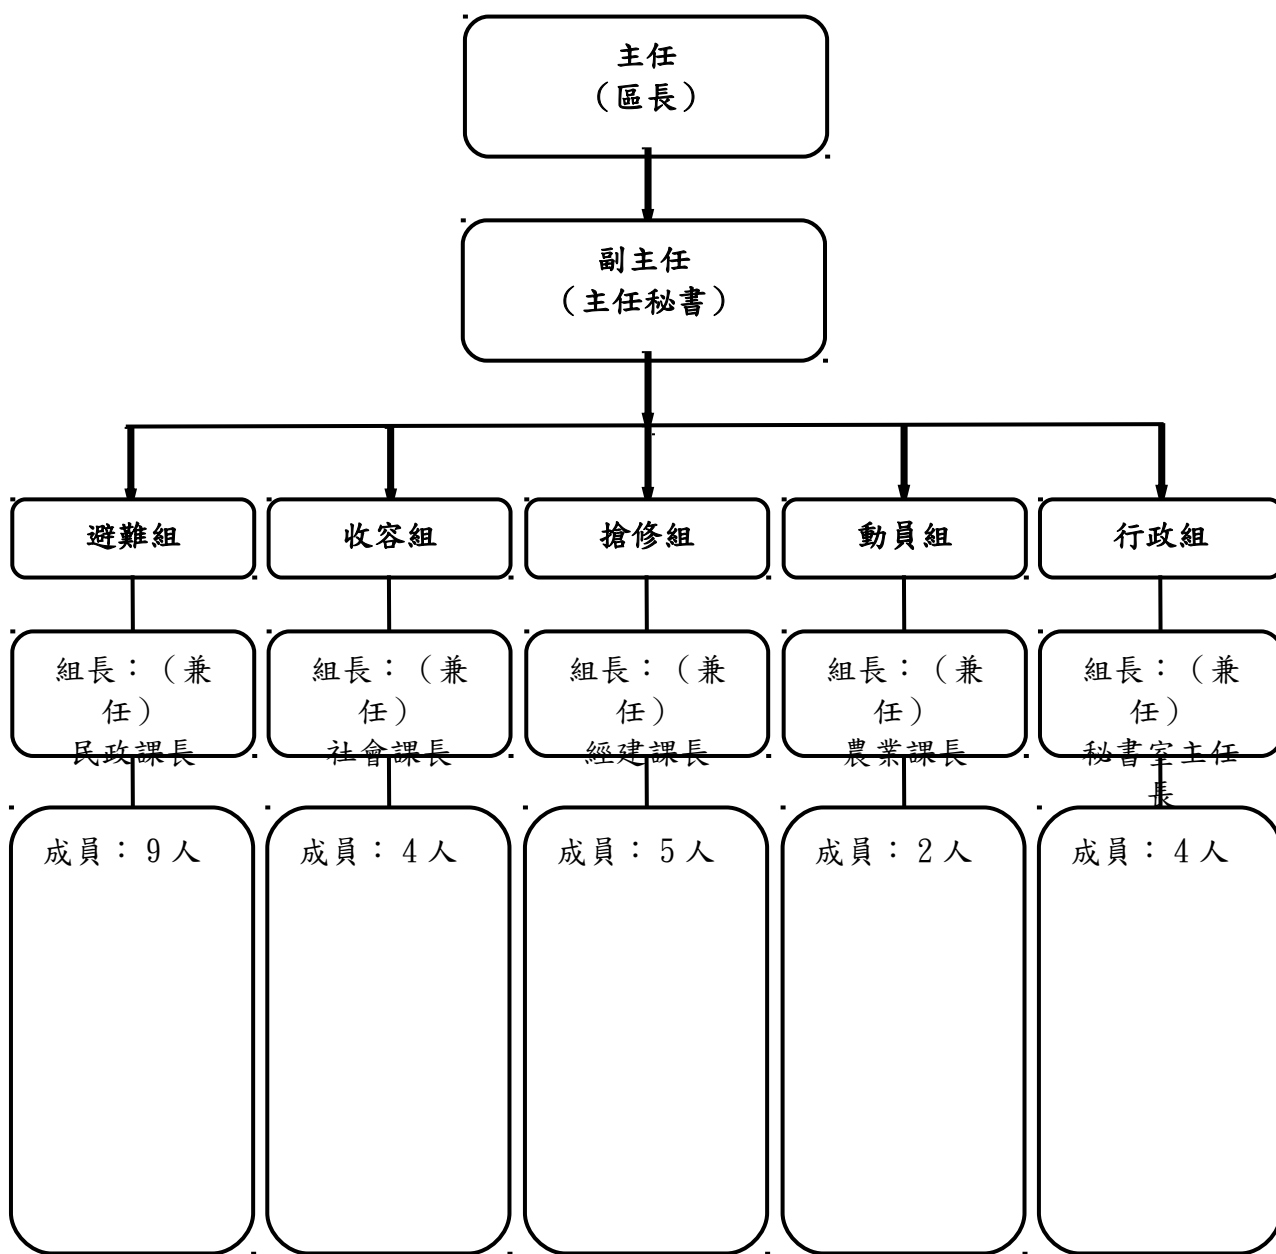 主任
（區長）
副主任
（主任秘書）
避難組
收容組
搶修組
動員組
行政組
組長：（兼
任）
民政課長
組長：（兼
任）
社會課長
組長：（兼
任）
經建課長
組長：（兼
任）
農業課長
組長：（兼
任）
秘書室主任
長
成員：9人
成員：4人
成員：5人
成員：2人
成員：4人